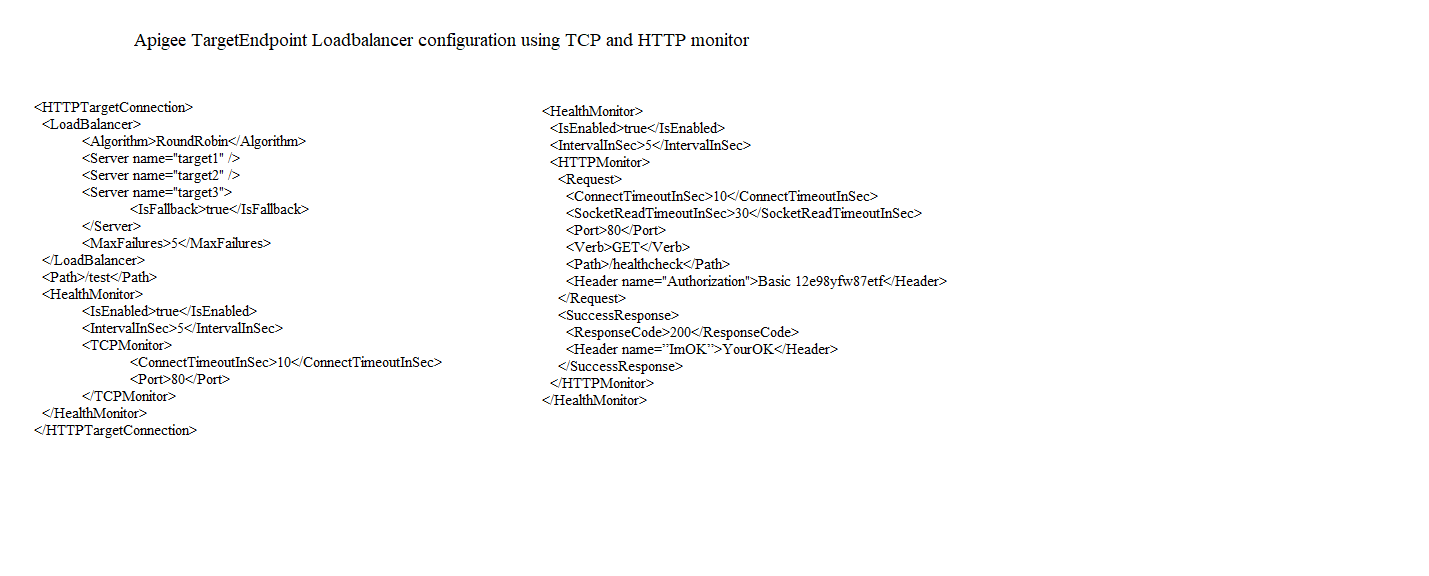 Apigee TargetEndpoint Loadbalancer configuration using TCP and HTTP monitor
<HTTPTargetConnection>
<LoadBalancer>
<Algorithm>RoundRobin</Algorithm>
<Server name="target1" />
<Server name="target2" />
<Server name="target3">
<IsFallback>true</IsFallback>
</Server>
<MaxFailures>5</MaxFailures>
</LoadBalancer>
<Path>/test</Path>
<HealthMonitor>
<IsEnabled>true</IsEnabled>
<IntervalInSec>5</IntervalInSec>
<TCPMonitor>
<ConnectTimeoutInSec>10</ConnectTimeoutInSec>
<Port>80</Port>
</TCPMonitor>
</HealthMonitor>
</HTTPTargetConnection>
<HealthMonitor>
<IsEnabled>true</IsEnabled>
<IntervalInSec>5</IntervalInSec>
<HTTPMonitor>
<Request>
<ConnectTimeoutInSec>10</ConnectTimeoutInSec>
<SocketReadTimeoutInSec>30</SocketReadTimeoutInSec>
<Port>80</Port>
<Verb>GET</Verb>
<Path>/healthcheck</Path>
<Header name="Authorization">Basic 12e98yfw87etf</Header>
</Request>
<SuccessResponse>
<ResponseCode>200</ResponseCode>
<Header name=”ImOK”>YourOK</Header>
</SuccessResponse>
</HTTPMonitor>
</HealthMonitor>